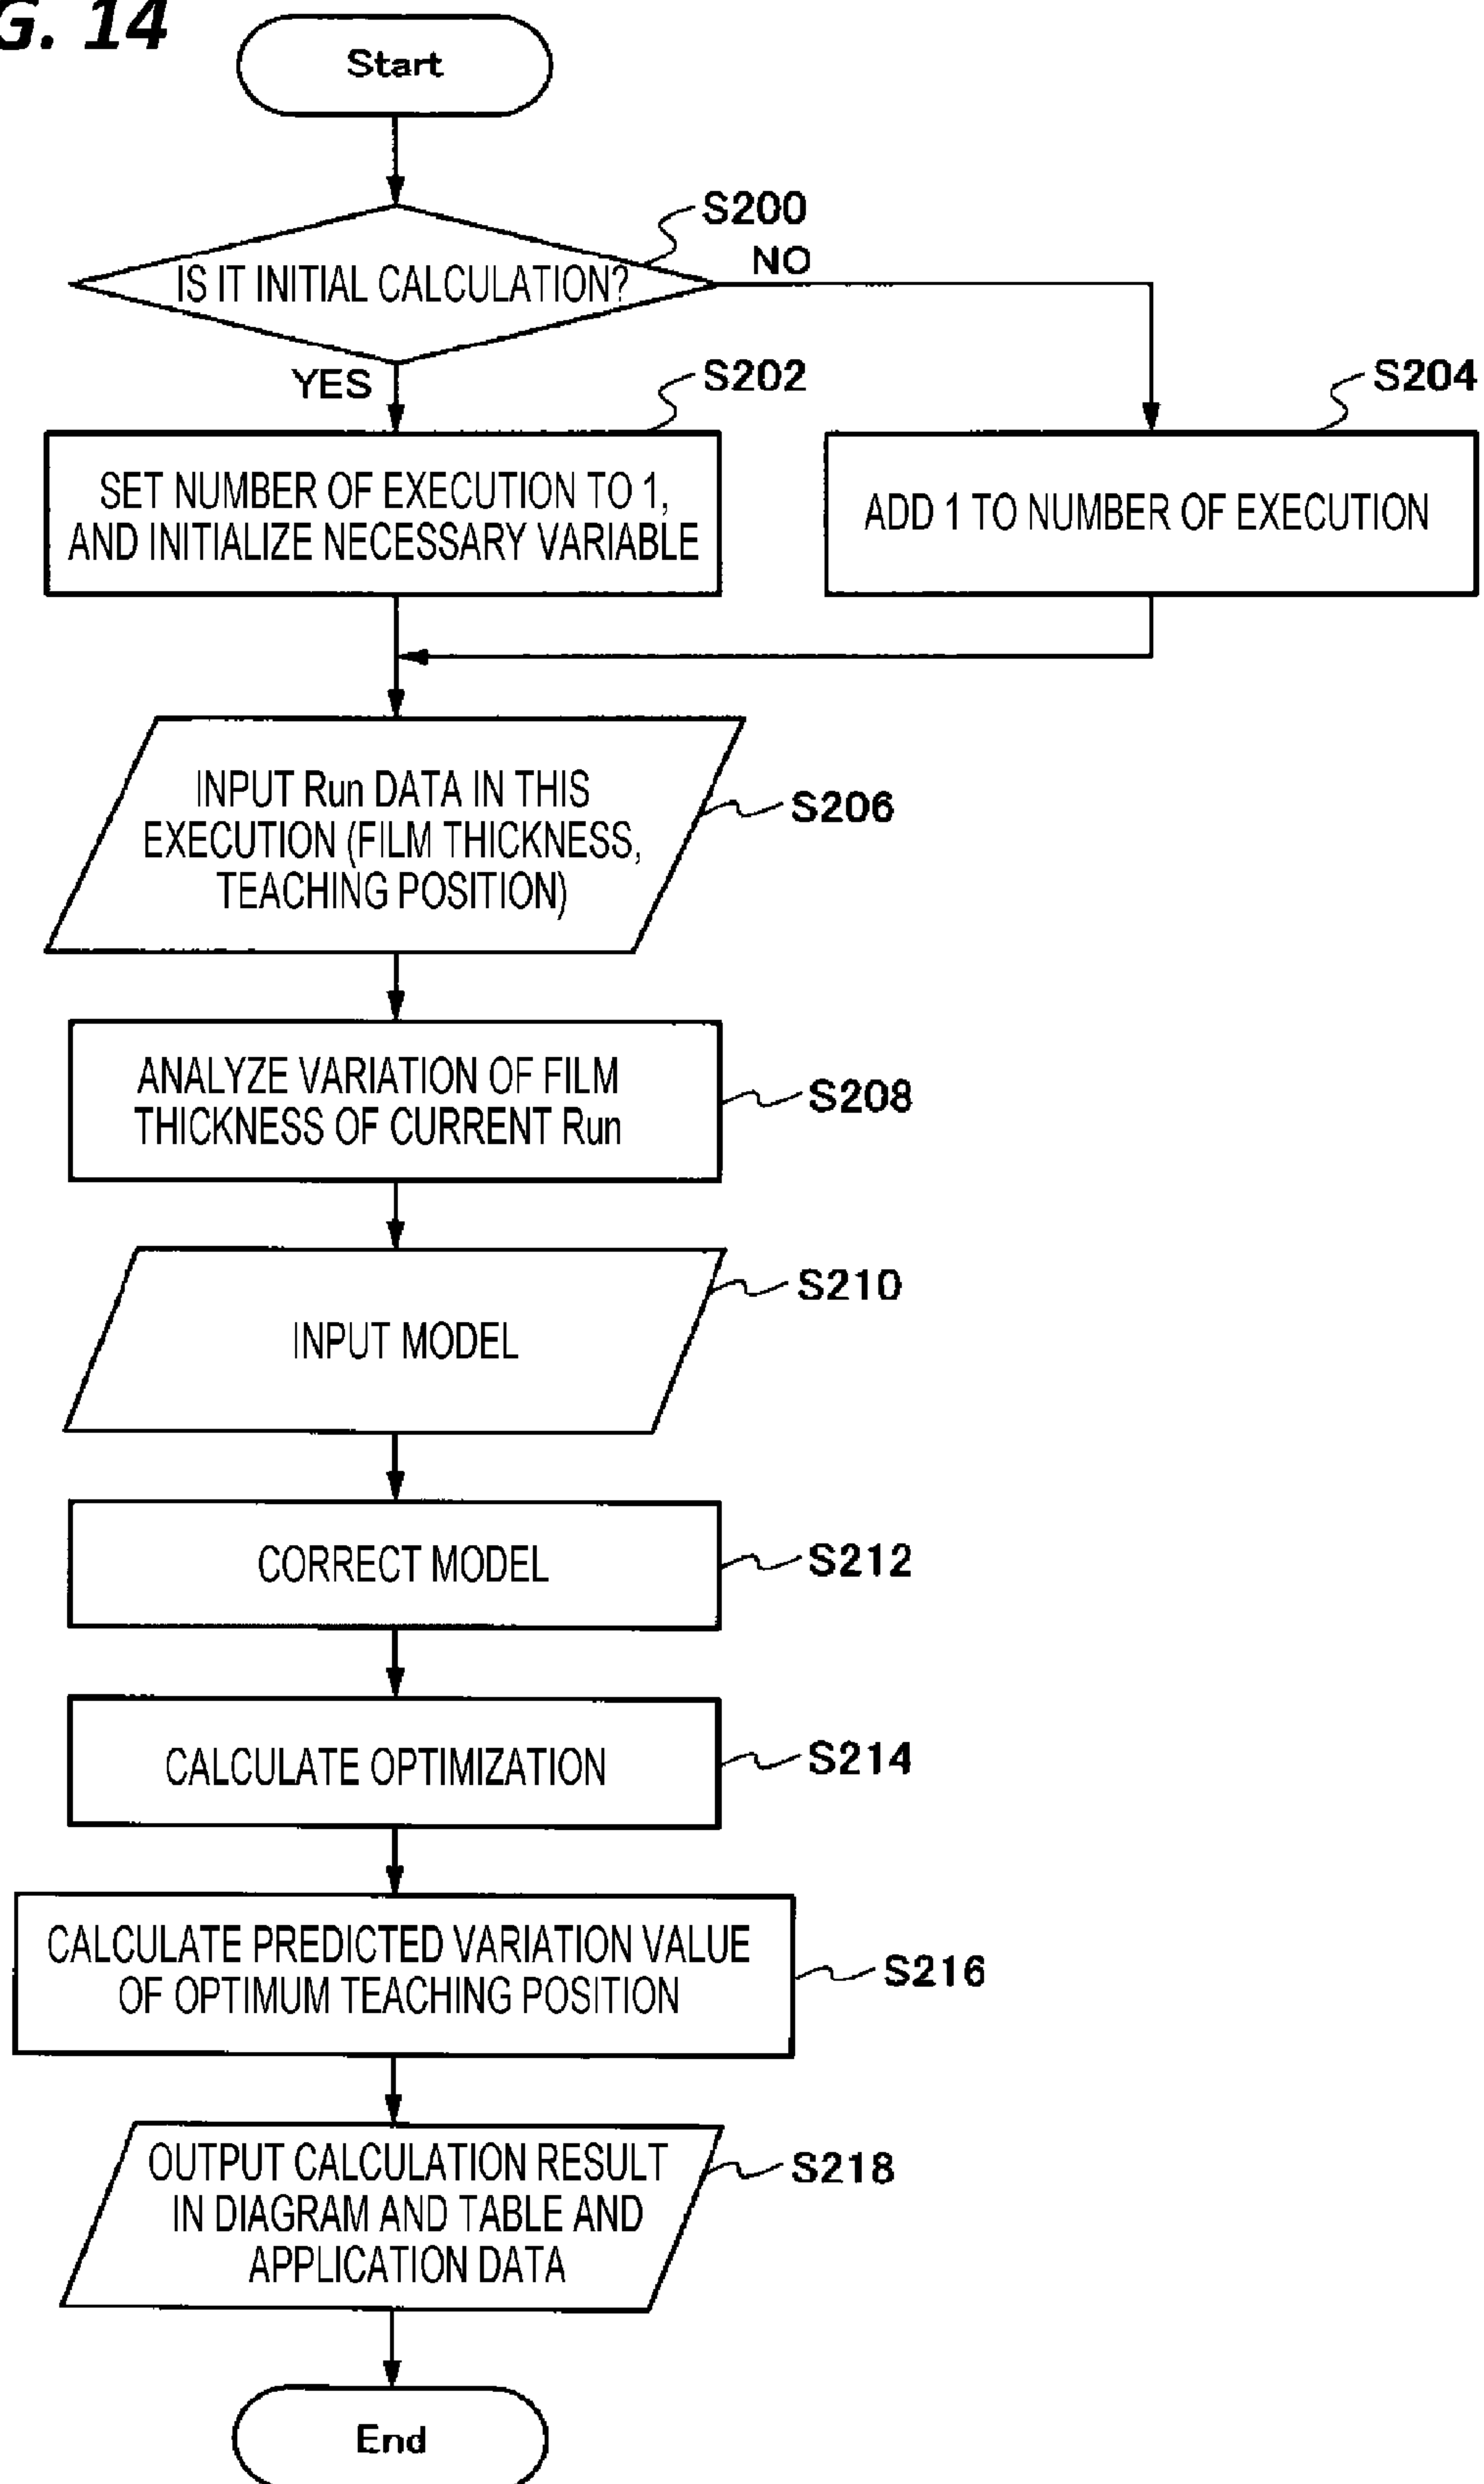 G. 14
Start
S200
IS IT INITIAL CALCULATION?
NO
YES
S202
S204
SET NUMBER OF EXECUTION TO 1,
AND INITIALIZE NECESSARY VARIABLE
ADD 1 TO NUMBER OF EXECUTION
INPUT Run DATA IN THIS
EXECUTION (FILM THICKNESS,
TEACHING POSITION)
S206
ANALYZE VARIATION OF FILM
THICKNESS OF CURRENT Run
S208
INPUT MODEL
S210
CORRECT MODEL
S212
CALCULATE OPTIMIZATION
S214
CALCULATE PREDICTED VARIATION VALUE
OF OPTIMUM TEACHING POSITION
S216
OUTPUT CALCULATION RESULT
IN DIAGRAM AND TABLE AND
APPLICATION DATA
S218
End